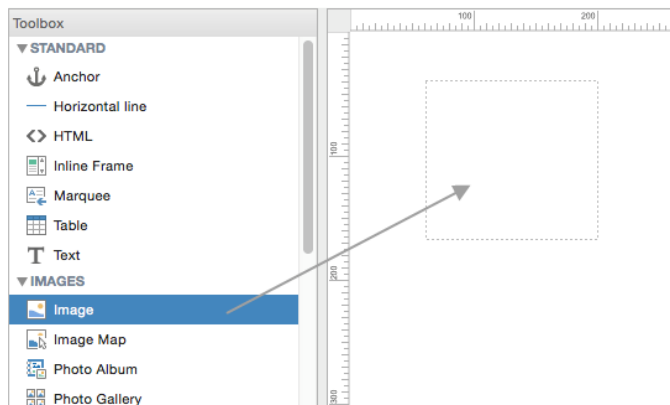 Toolbox
STANDARD
Anchor
Horizontal line
HTML
Inline Frame
Marquee
Table
Text
IMAGES
Image
Image Map
Photo Album
Photo Gallery
100 200
100
200
300